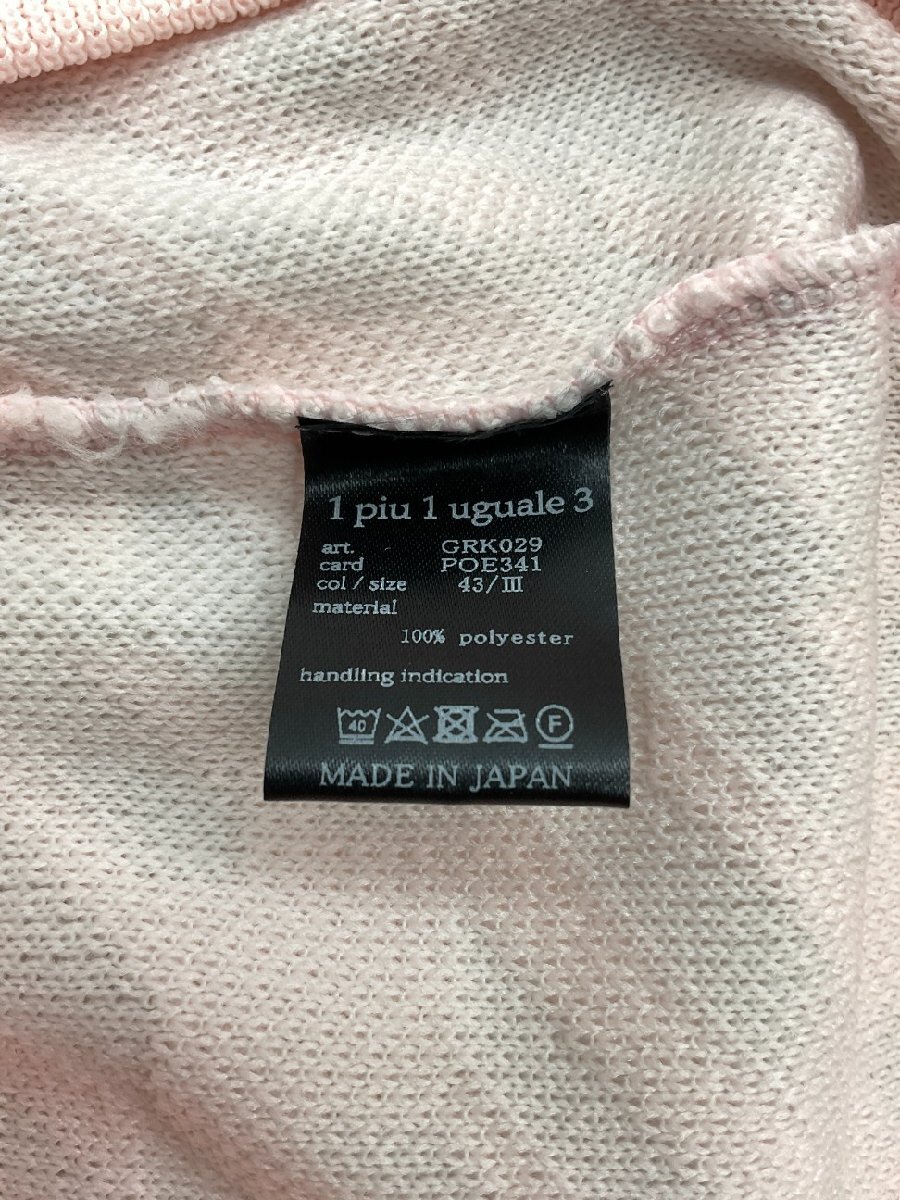 1 piu 1 uguale 3
art. GRK029
card POE341
col / size 43/III
material
100% polyester
handling indication
40 F
MADE IN JAPAN